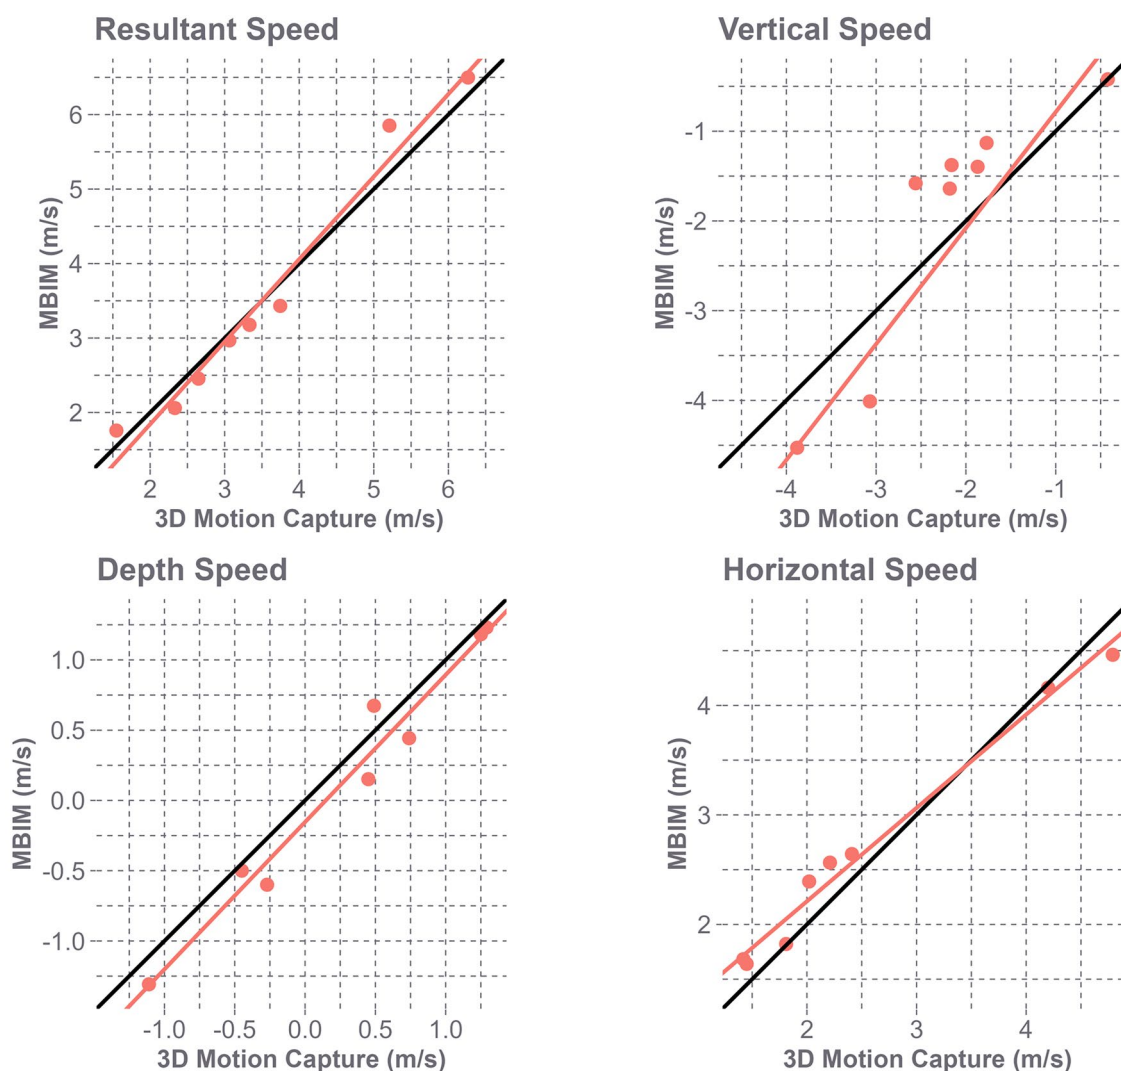 Resultant Speed
MBIM (m/s)
6
5
4
3
2
2 3 4 5 6
3D Motion Capture (m/s)
Vertical Speed
MBIM (m/s)
-1
-2
-3
-4
-4 -3 -2 -1
3D Motion Capture (m/s)
Depth Speed
MBIM (m/s)
1.0
0.5
0.0
-0.5
-1.0
-1.0 -0.5 0.0 0.5 1.0
3D Motion Capture (m/s)
Horizontal Speed
MBIM (m/s)
4
3
2
2 3 4
3D Motion Capture (m/s)